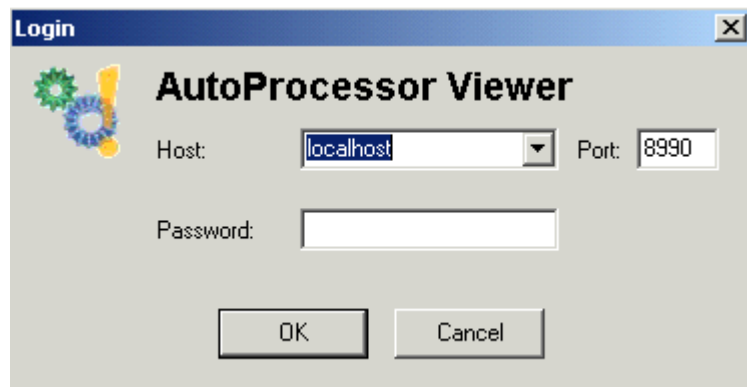 Login
AutoProcessor Viewer
Host: localhost Port: 8990
Password:
OK Cancel